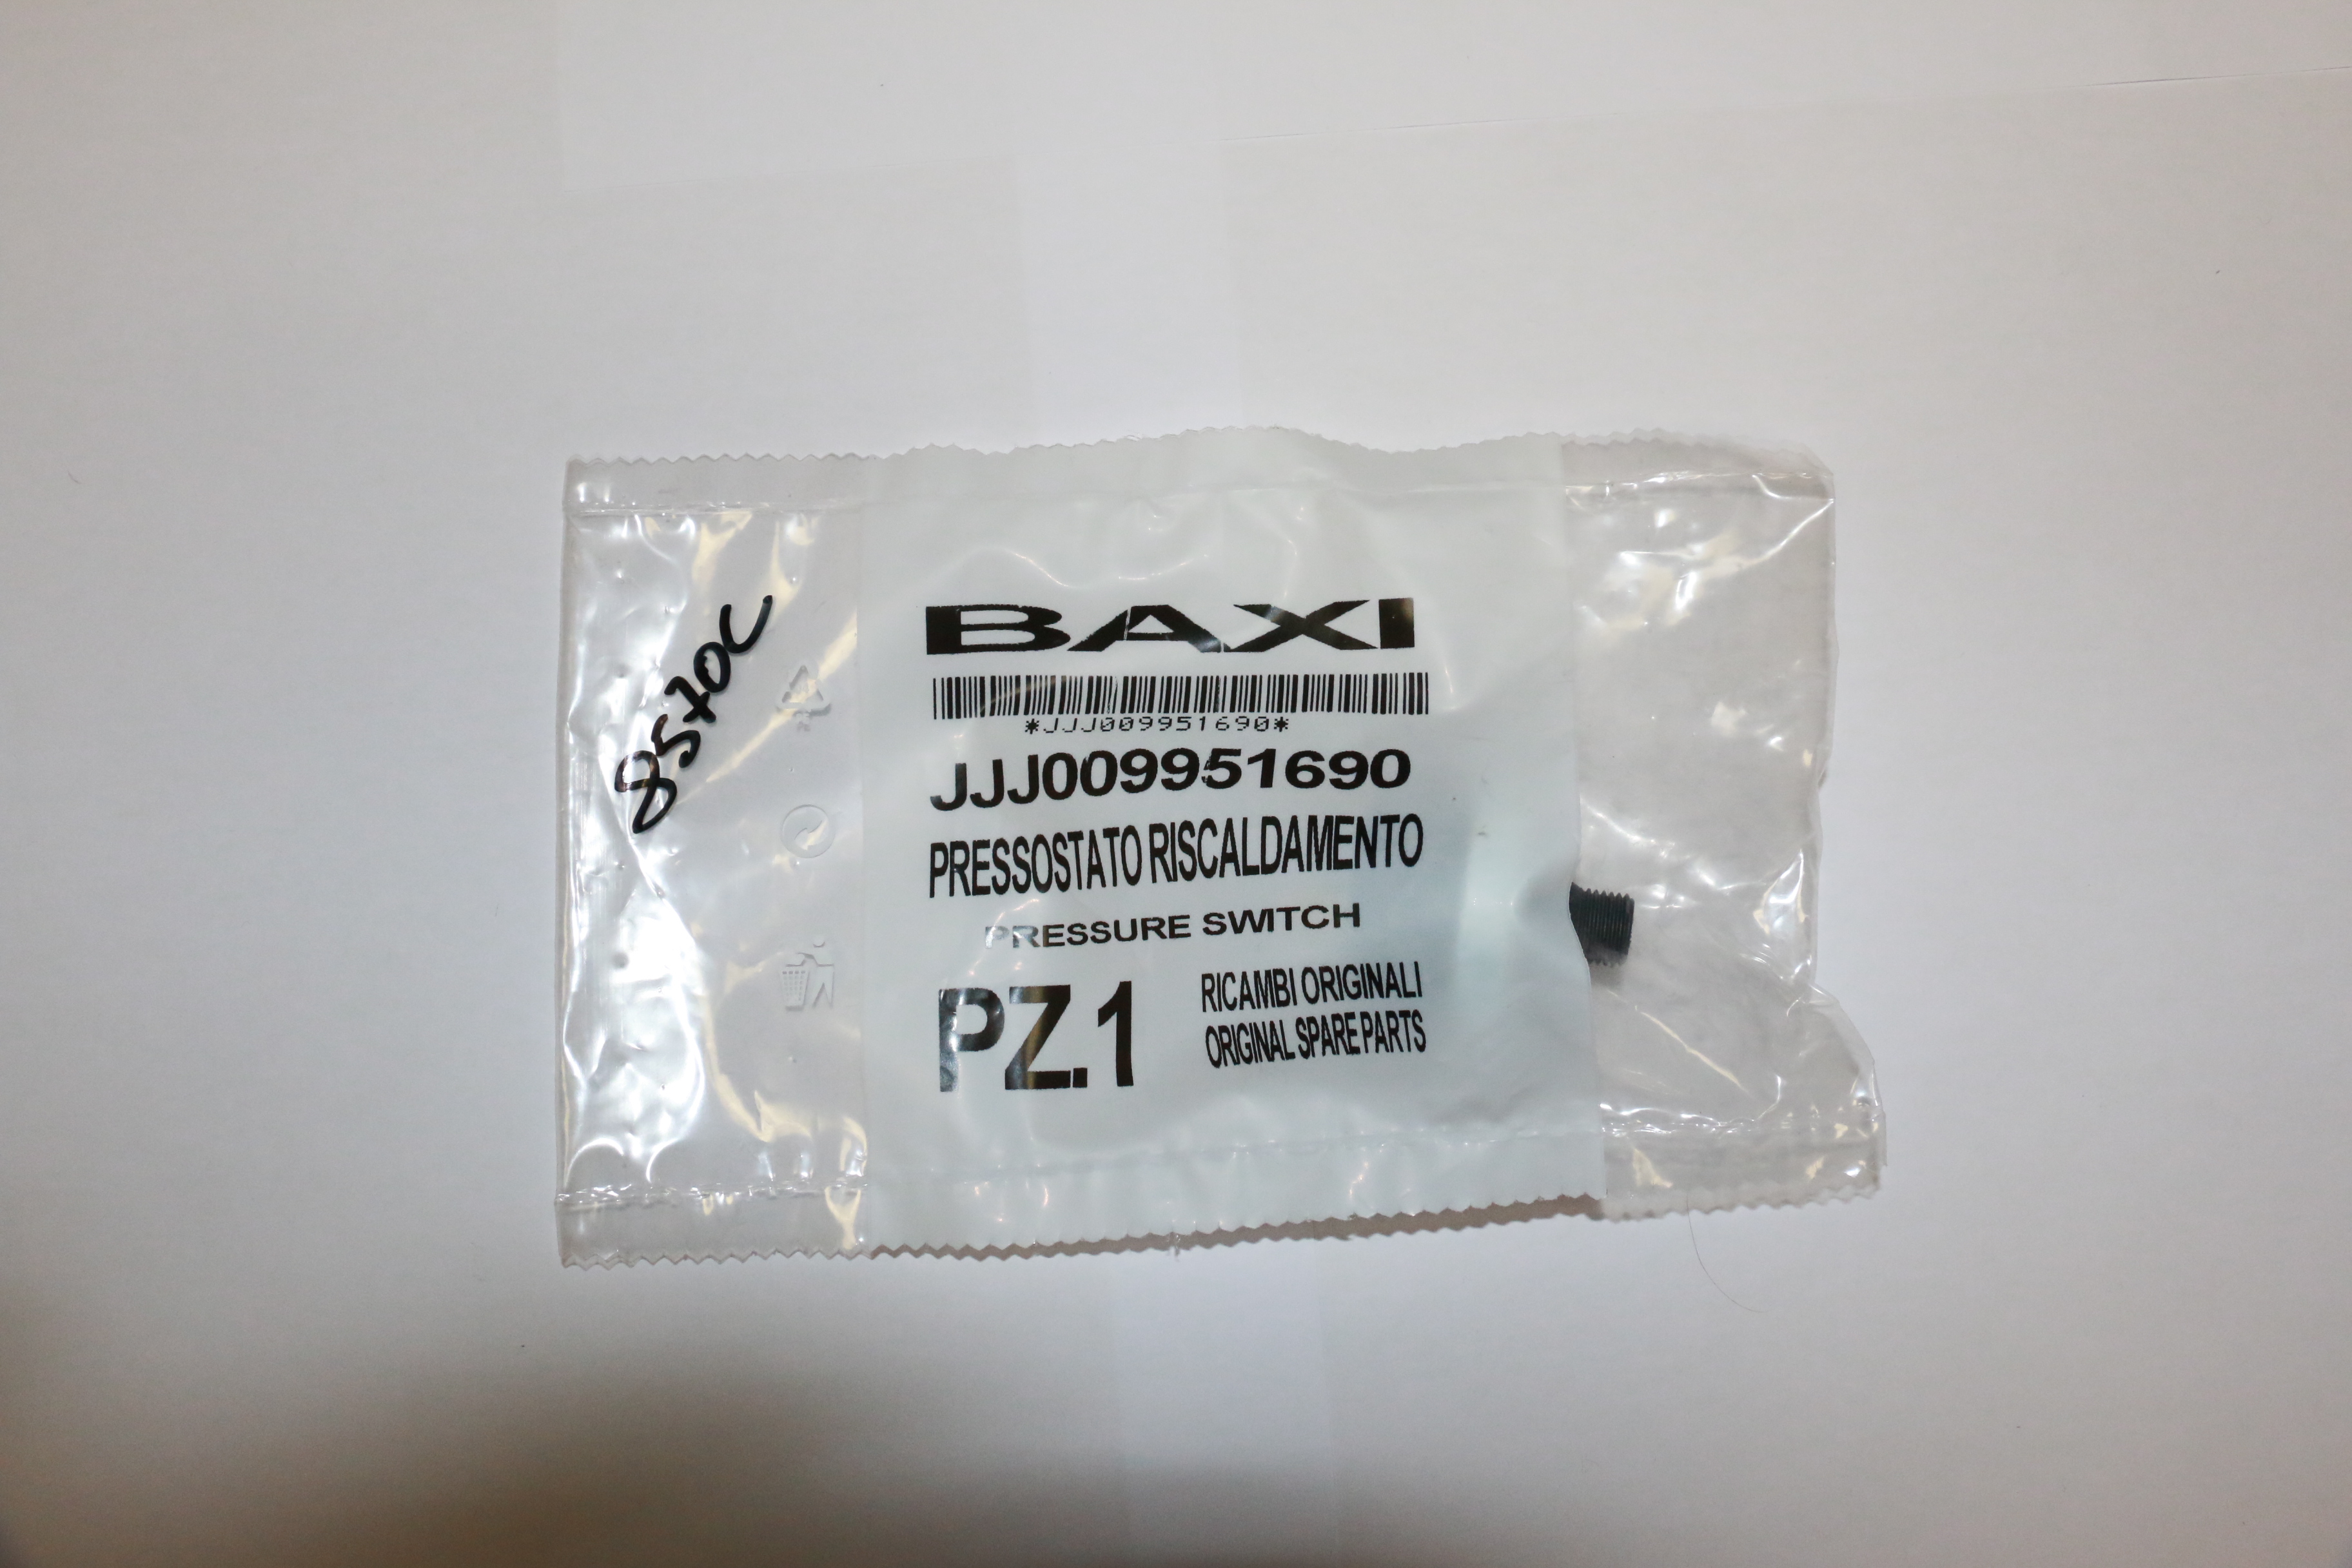 8570C
BAXI
*JJJ009951690*
JJJ009951690
PRESSOSTATO RISCALDAMENTO
PRESSURE SWITCH
PZ.1
RICAMBI ORIGINALI
ORIGINAL SPARE PARTS